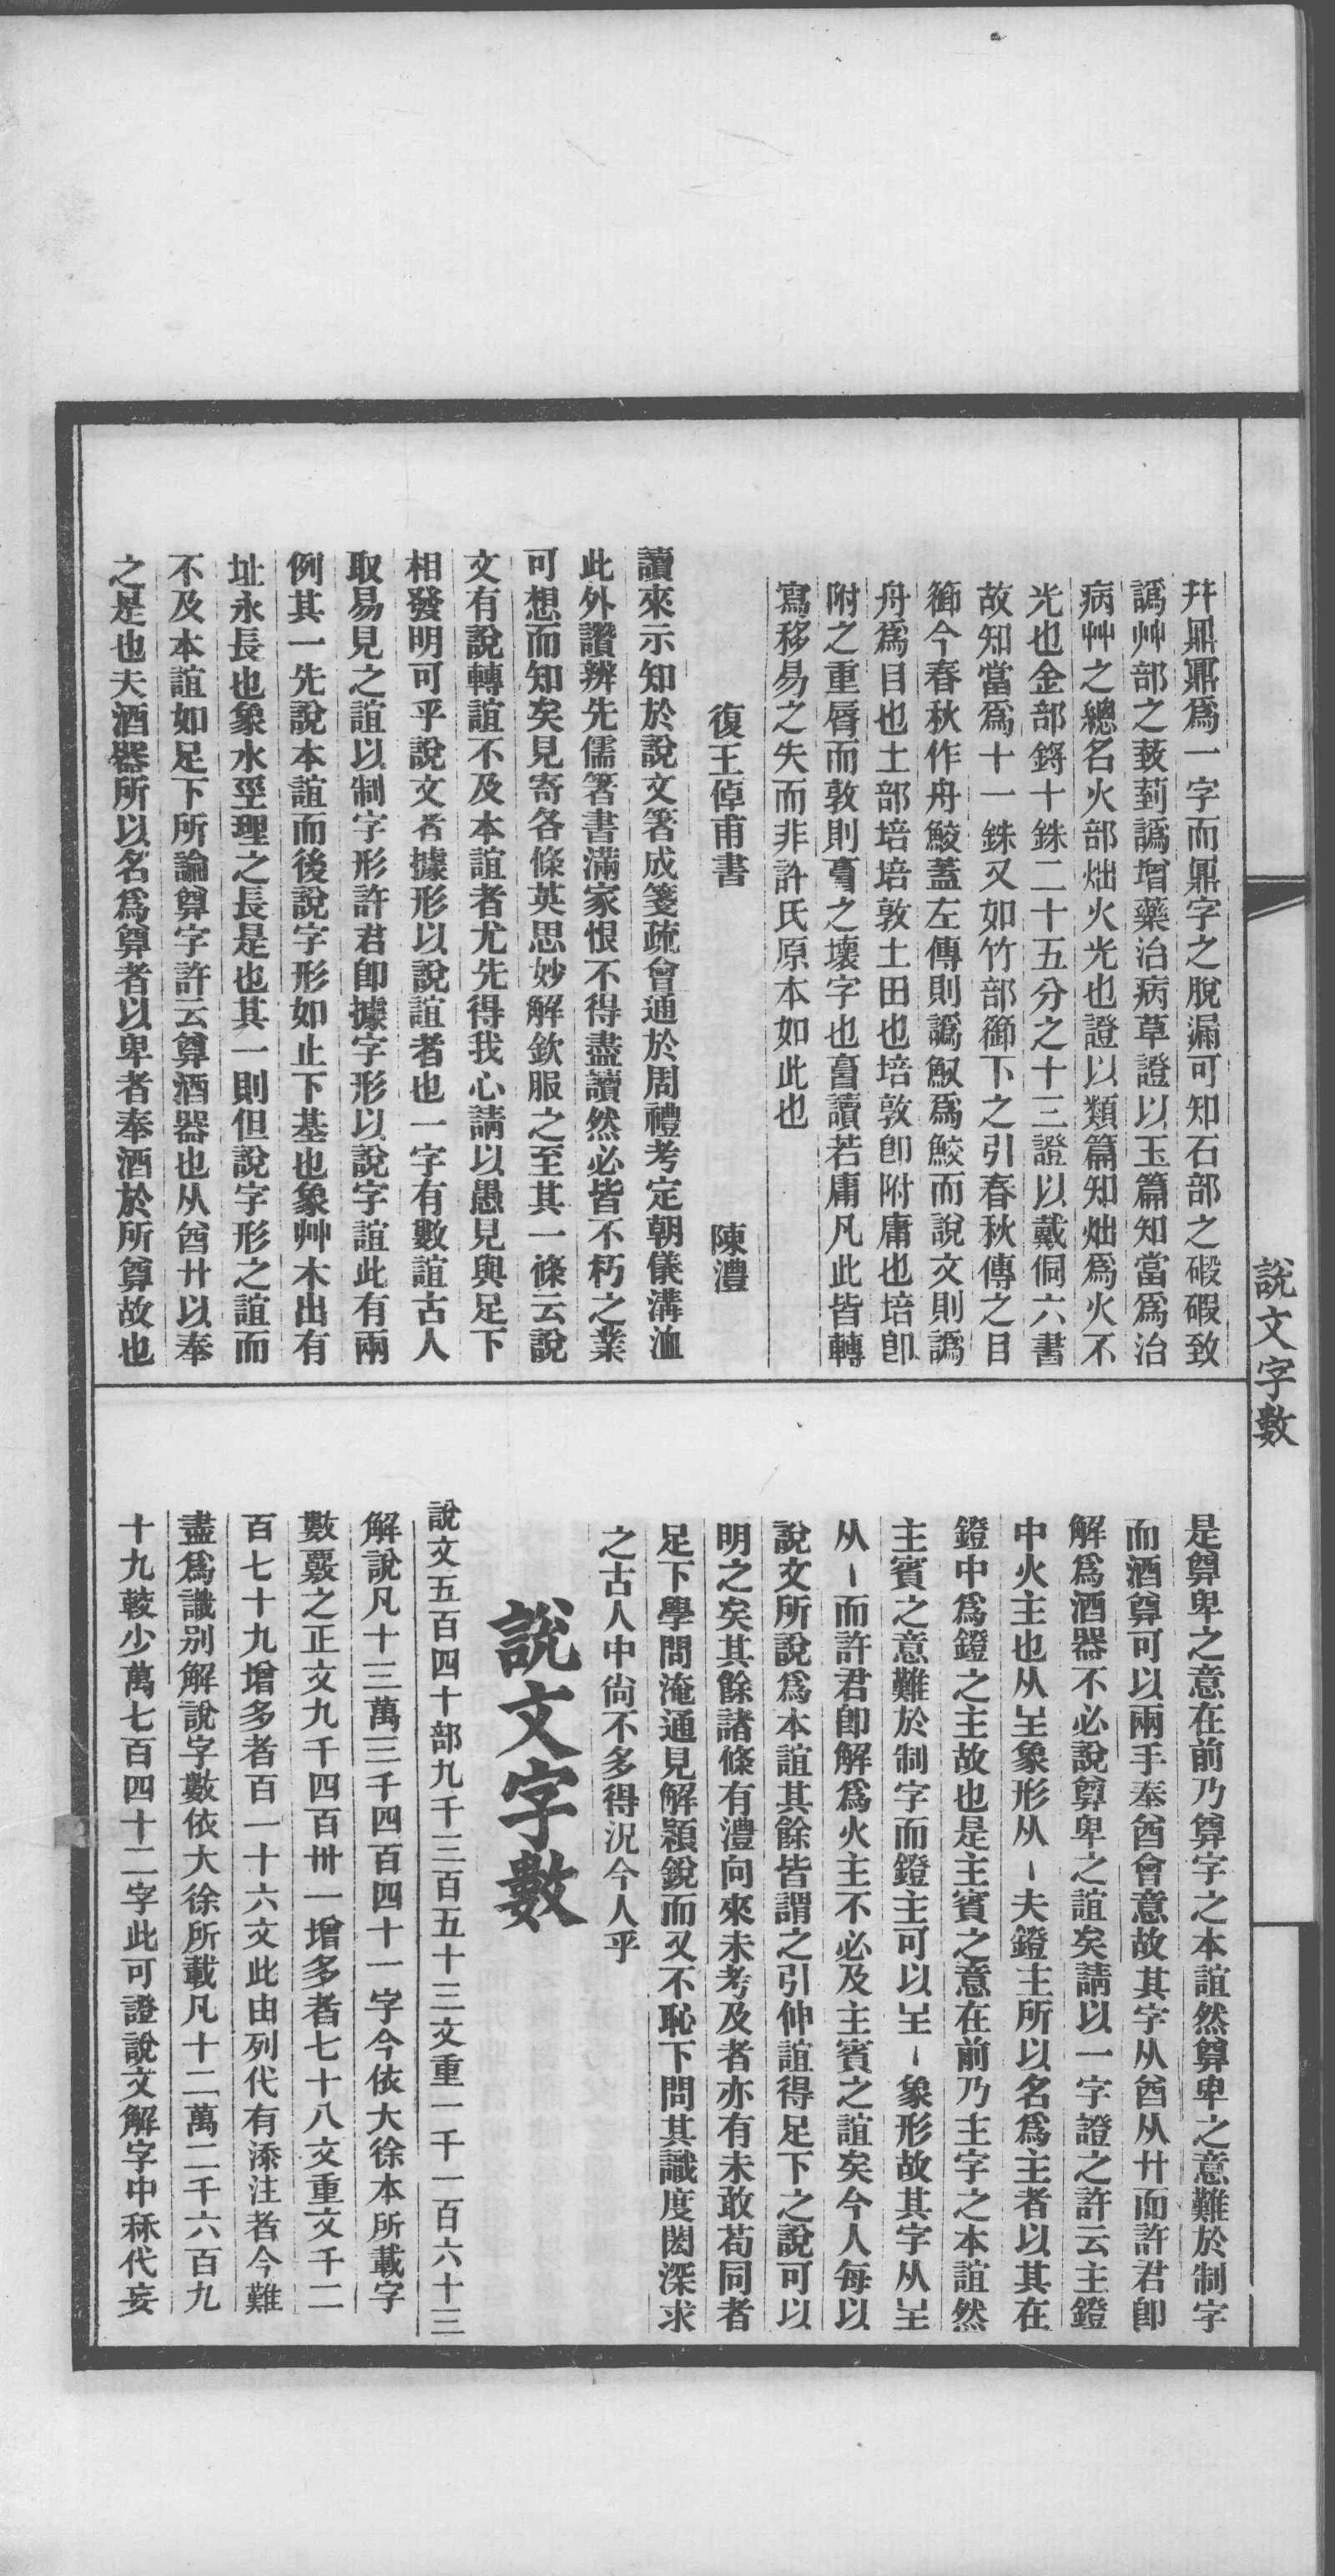 幷鼏鼏爲一字而鼏字之脫漏可知石部之碬碬致
譌艸部之蔱蒭譌增藥治病草證以玉篇知當爲治
病艸之總名火部炪火光也證以類篇知炪爲火不
光也金部鋝十銖二十五分之十三證以戴侗六書
故知當爲十一銖又如竹部篽下之引春秋傳之目
篽今春秋作舟鮫蓋左傳則譌䱷爲鮫而說文則譌
舟爲目也土部培培敦土田也培敦卽附庸也培卽
附之重脣而敦則𩫖之壞字也𩫖讀若庸凡此皆轉
寫移易之失而非許氏原本如此也
復王倬甫書 陳澧
讀來示知於說文箸成箋疏會通於周禮考定朝儀溝洫
此外讚辨先儒箸書滿家恨不得盡讀然必皆不朽之業
可想而知矣見寄各條英思妙解欽服之至其一條云說
文有說轉誼不及本誼者尤先得我心請以愚見與足下
相發明可乎說文者據形以說誼者也一字有數誼古人
取易見之誼以制字形許君卽據字形以說字誼此有兩
例其一先說本誼而後說字形如止下基也象艸木出有
址永長也象水巠理之長是也其一則但說字形之誼而
不及本誼如足下所論尊字許云尊酒器也从酋廾以奉
之是也夫酒器所以名爲尊者以卑者奉酒於所尊故也
說文字數
是尊卑之意在前乃尊字之本誼然尊卑之意難於制字
而酒尊可以兩手奉酋會意故其字从酋从廾而許君卽
解爲酒器不必說尊卑之誼矣請以一字證之許云主鐙
中火主也从呈象形从丶夫鐙主所以名爲主者以其在
鐙中爲鐙之主故也是主賓之意在前乃主字之本誼然
主賓之意難於制字而鐙主可以呈丶象形故其字从呈
从丶而許君卽解爲火主不必及主賓之誼矣今人每以
說文所說爲本誼其餘皆謂之引伸誼得足下之說可以
明之矣其餘諸條有澧向來未考及者亦有未敢苟同者
足下學問淹通見解穎銳而又不恥下問其識度閎深求
之古人中尙不多得況今人乎
說文字數
說文五百四十部九千三百五十三文重一千一百六十三
解說凡十三萬三千四百四十一字今依大徐本所載字
數覈之正文九千四百卅一增多者七十八文重文千二
百七十九增多者百一十六文此由列代有添注者今難
盡爲識別解說字數依大徐所載凡十二萬二千六百九
十九較少萬七百四十二字此可證說文解字中秝代妄